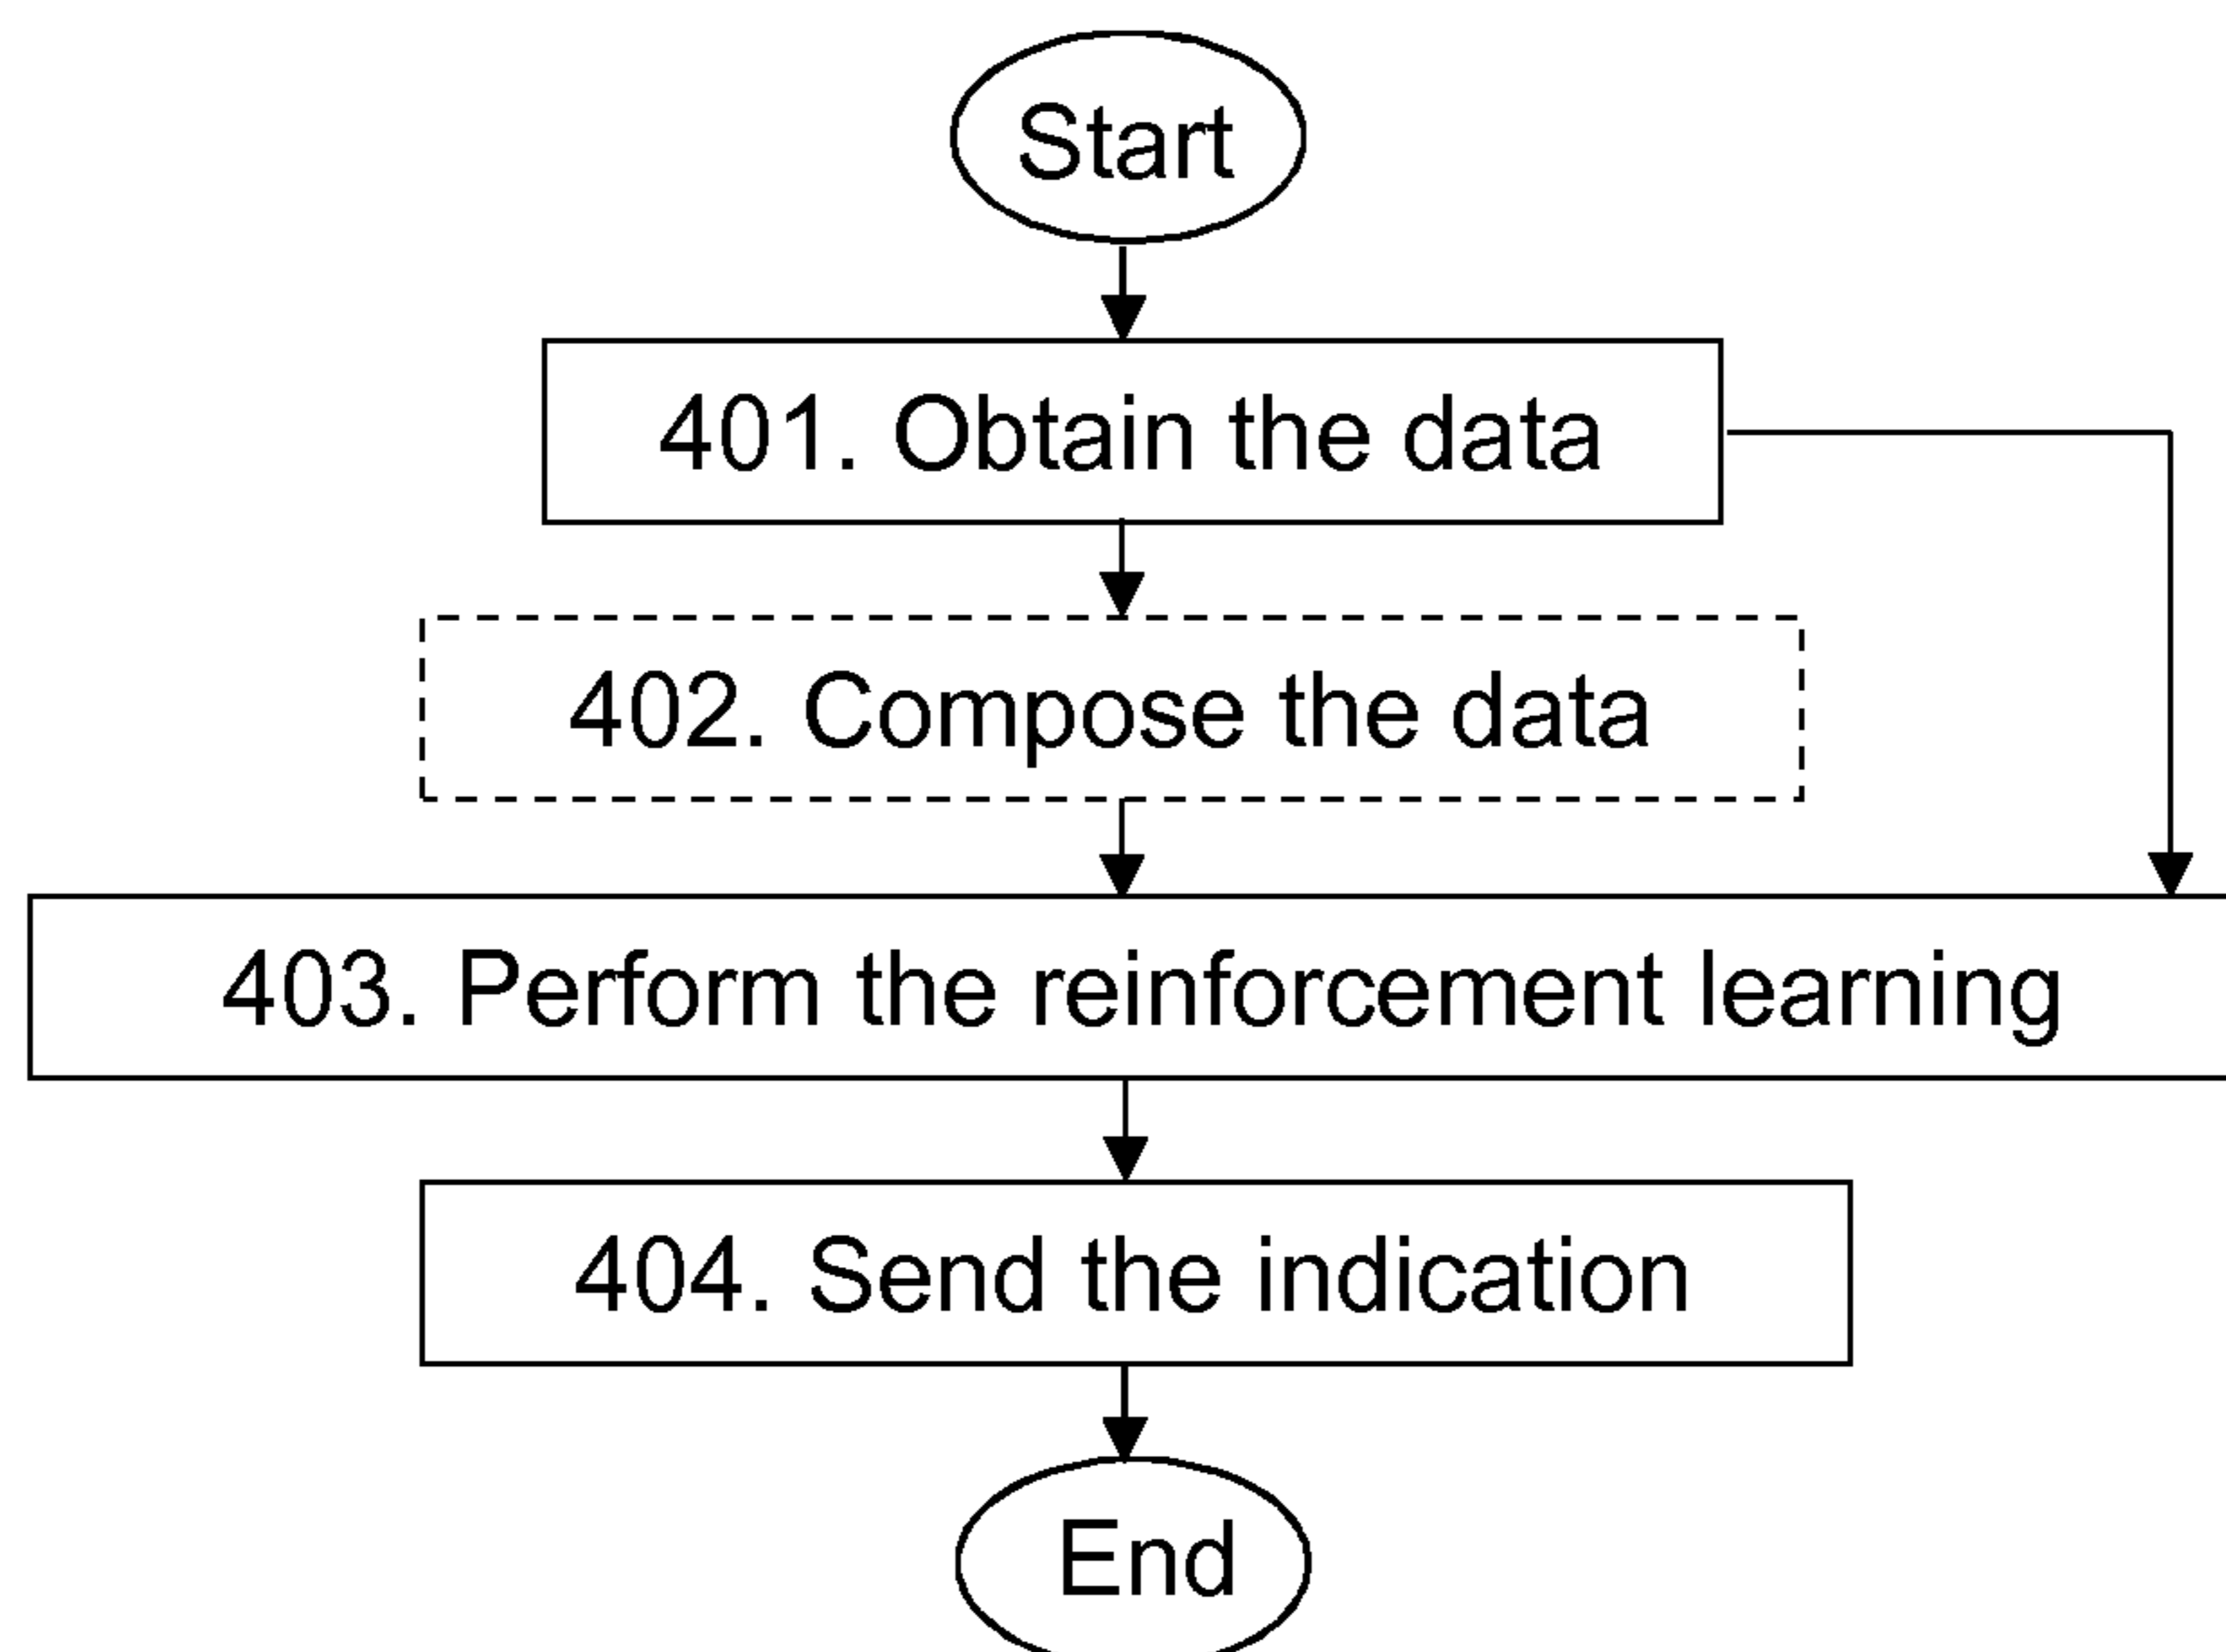 Start
401. Obtain the data
402. Compose the data
403. Perform the reinforcement learning
404. Send the indication
End